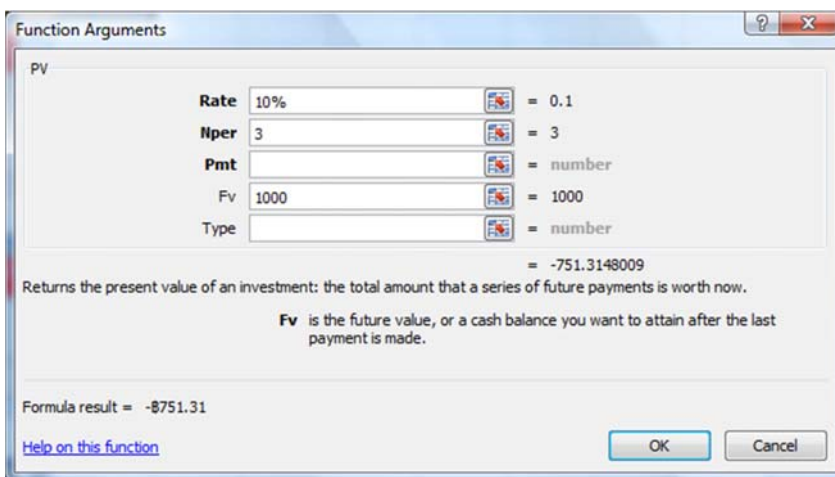 Function Arguments
PV
Rate 10% = 0.1
Nper 3 = 3
Pmt = number
Fv 1000 = 1000
Type = number
= -751.3148009
Returns the present value of an investment: the total amount that a series of future payments is worth now.
Fv is the future value, or a cash balance you want to attain after the last
payment is made.
Formula result = -฿751.31
Help on this function
OK Cancel